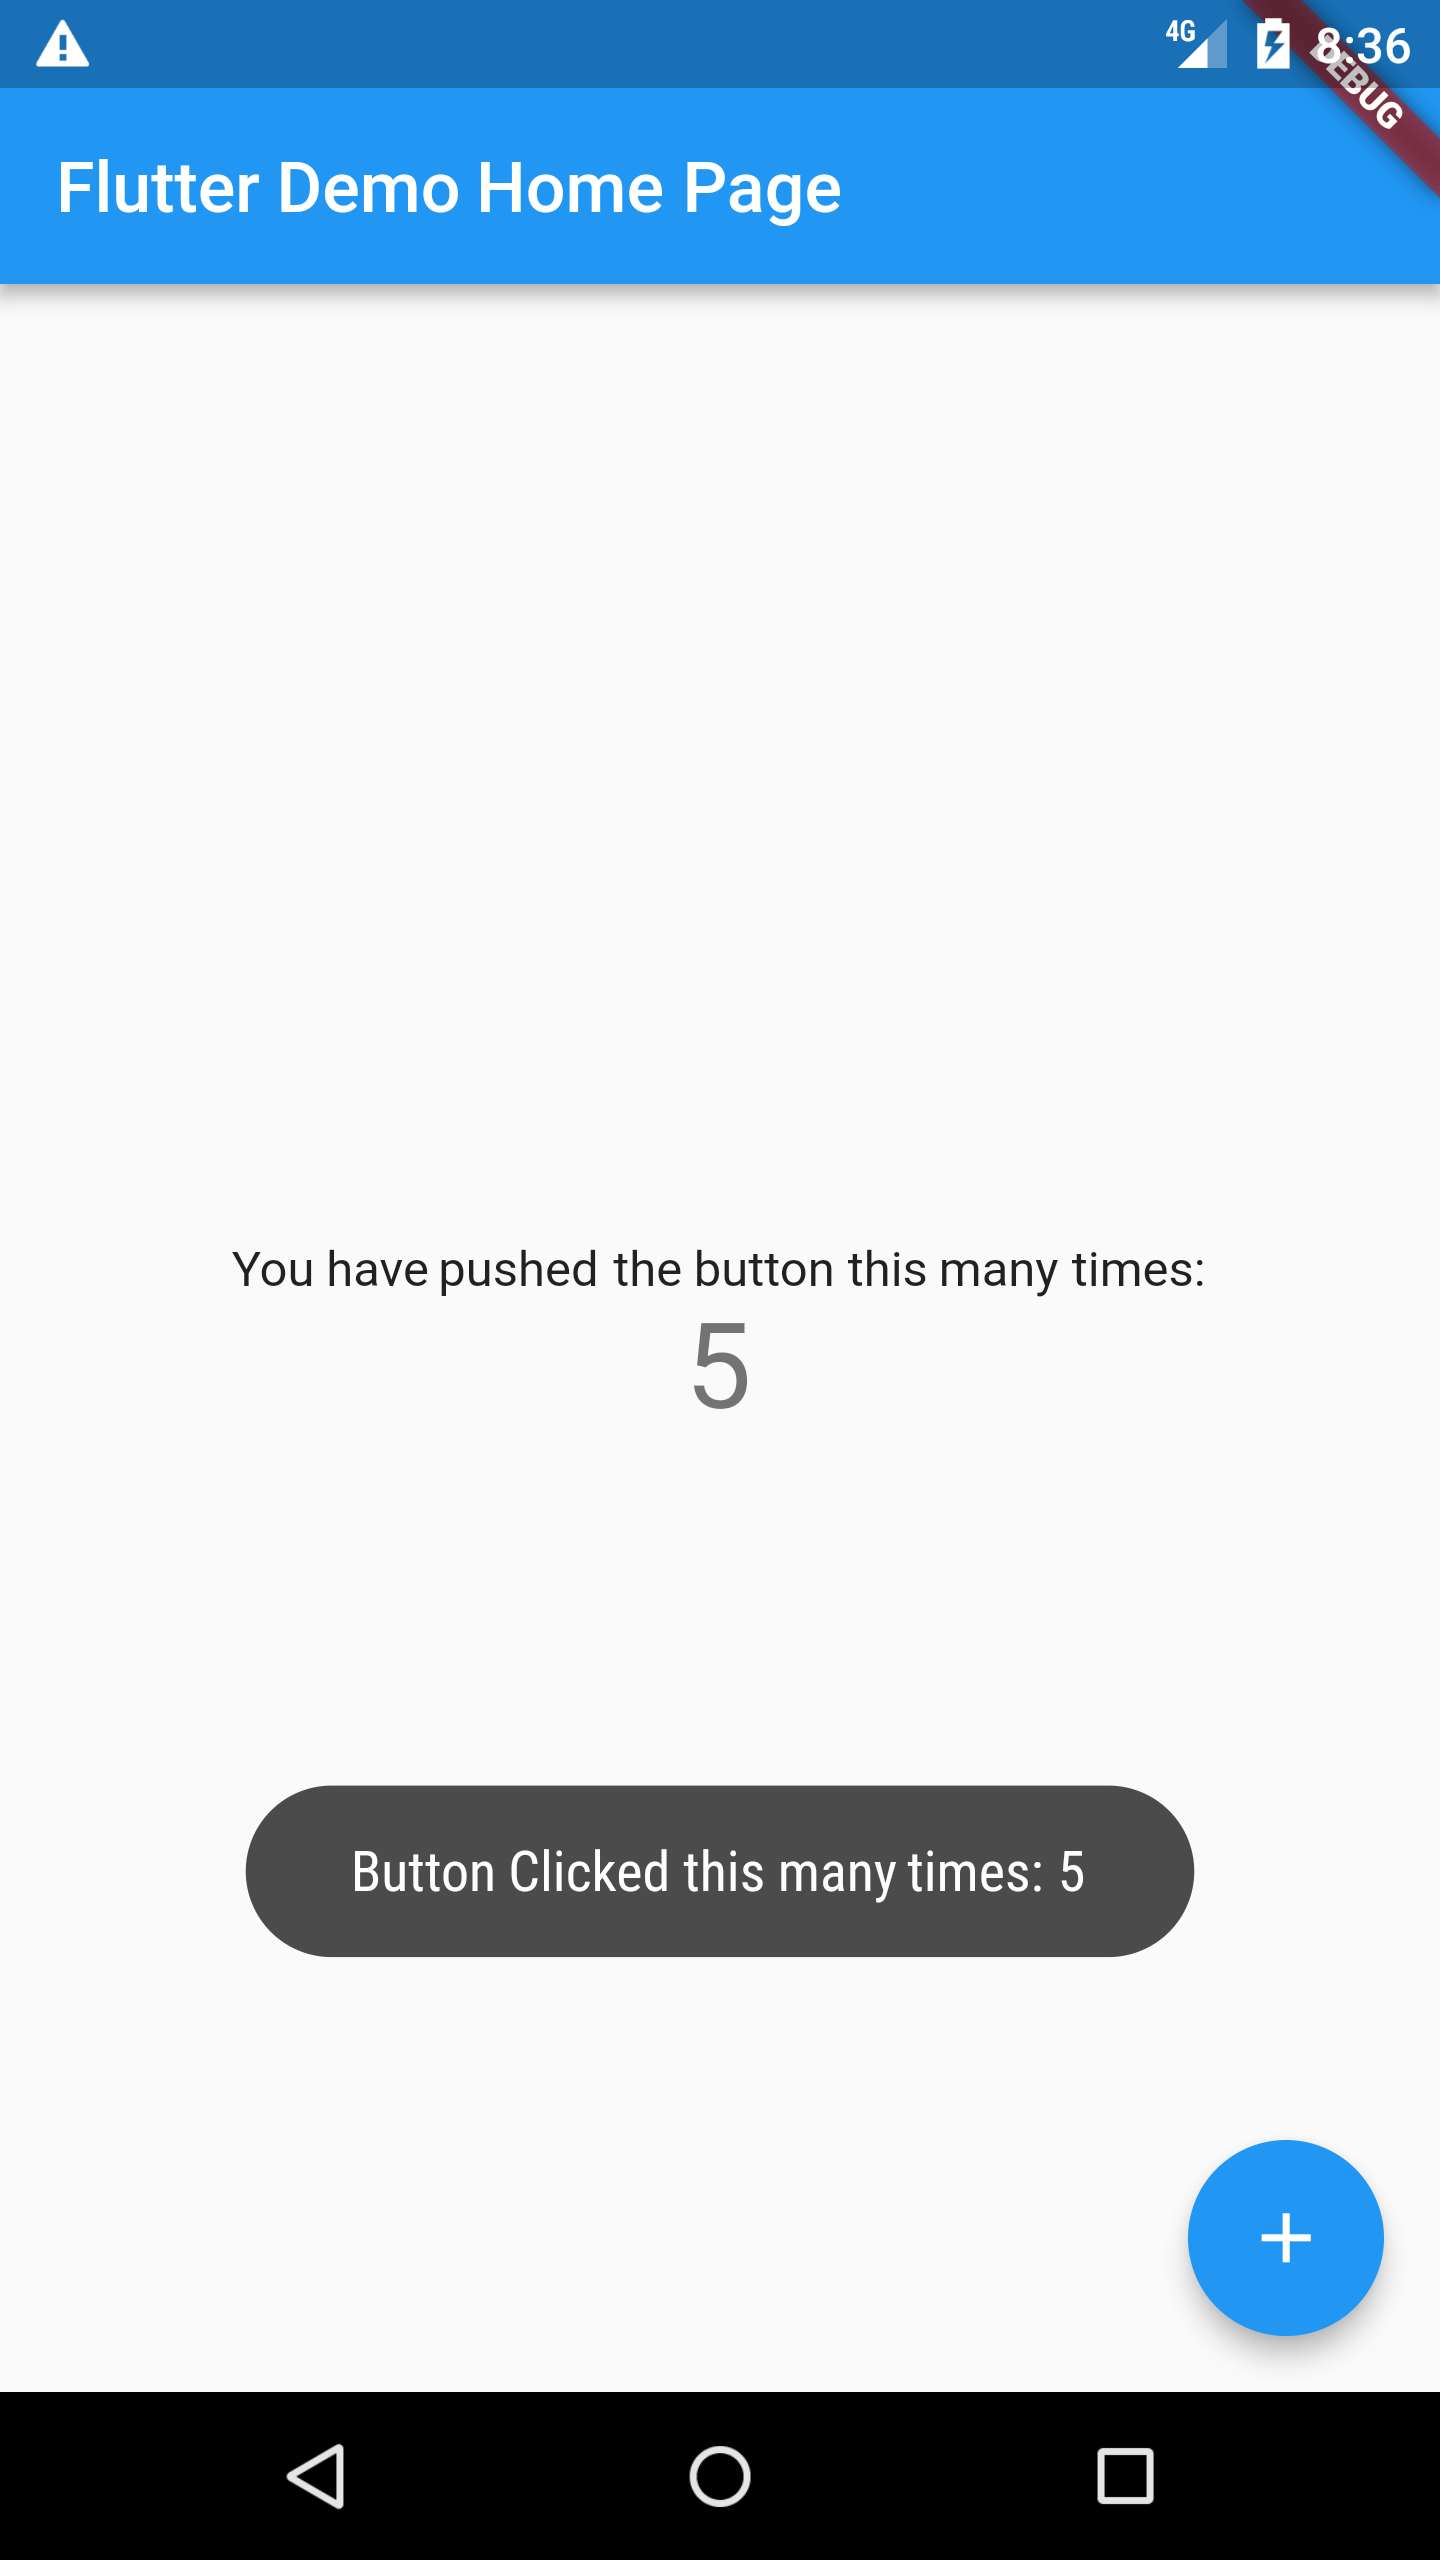 4G 8:36
DEBUG
Flutter Demo Home Page
You have pushed the button this many times:
5
Button Clicked this many times: 5